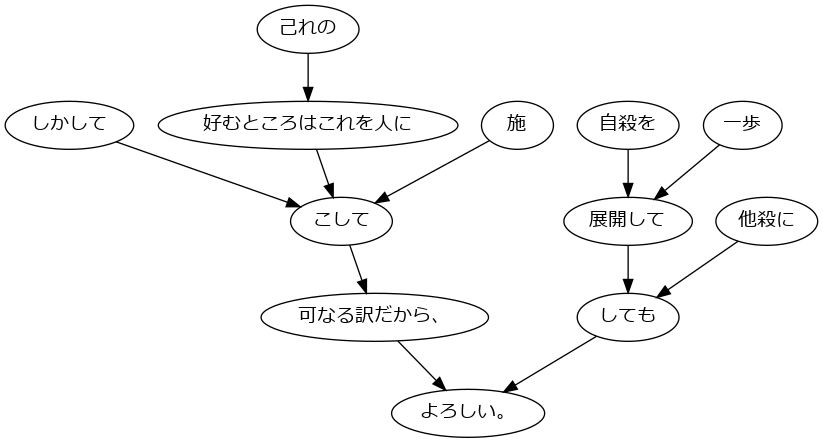 己れの
しかして
好むところはこれを人に
施
自殺を
一歩
こして
展開して
他殺に
可なる訳だから、
しても
よろしい。